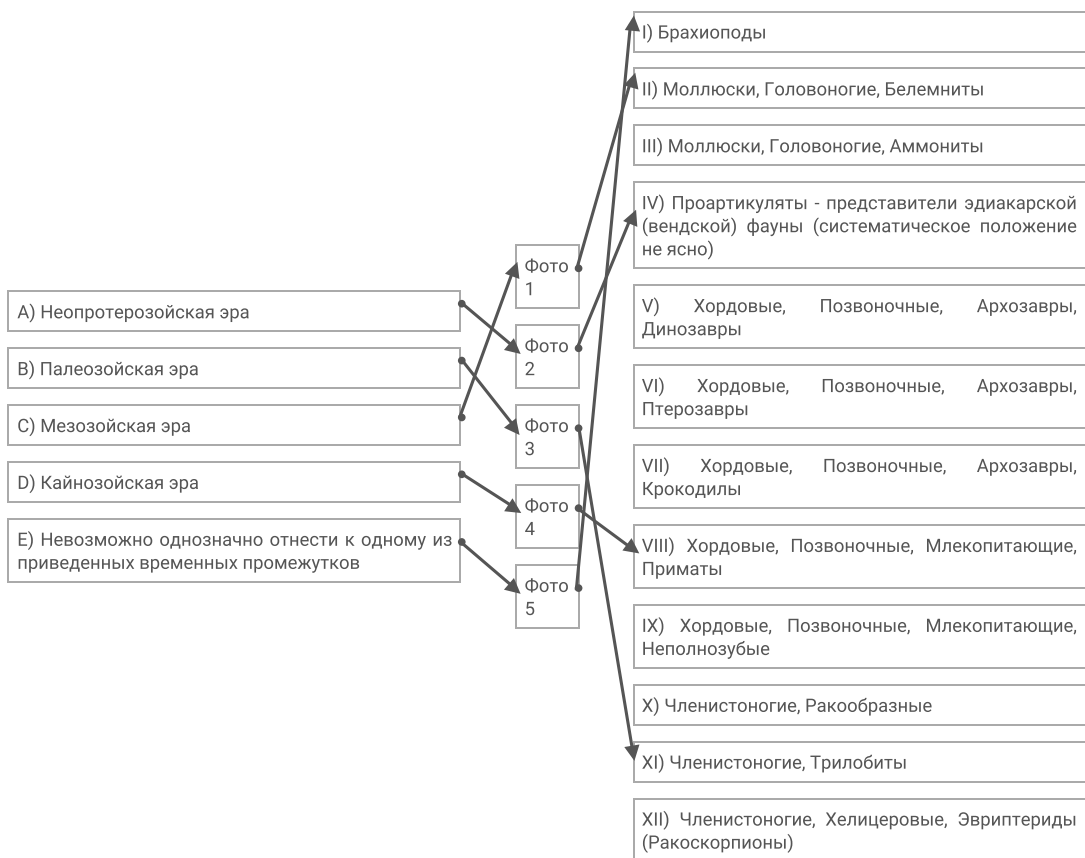 A) Неопротерозойская эра
B) Палеозойская эра
C) Мезозойская эра
D) Кайнозойская эра
E) Невозможно однозначно отнести к одному из
приведенных временных промежутков
Фото
1
Фото
2
Фото
3
Фото
4
Фото
5
I) Брахиоподы
II) Моллюски, Головоногие, Белемниты
III) Моллюски, Головоногие, Аммониты
IV) Проартикуляты - представители эдиакарской
(вендской) фауны (систематическое положение
не ясно)
V) Хордовые, Позвоночные, Архозавры,
Динозавры
VI) Хордовые, Позвоночные, Архозавры,
Птерозавры
VII) Хордовые, Позвоночные, Архозавры,
Крокодилы
VIII) Хордовые, Позвоночные, Млекопитающие,
Приматы
IX) Хордовые, Позвоночные, Млекопитающие,
Неполнозубые
X) Членистоногие, Ракообразные
XI) Членистоногие, Трилобиты
XII) Членистоногие, Хелицеровые, Эвриптериды
(Ракоскорпионы)